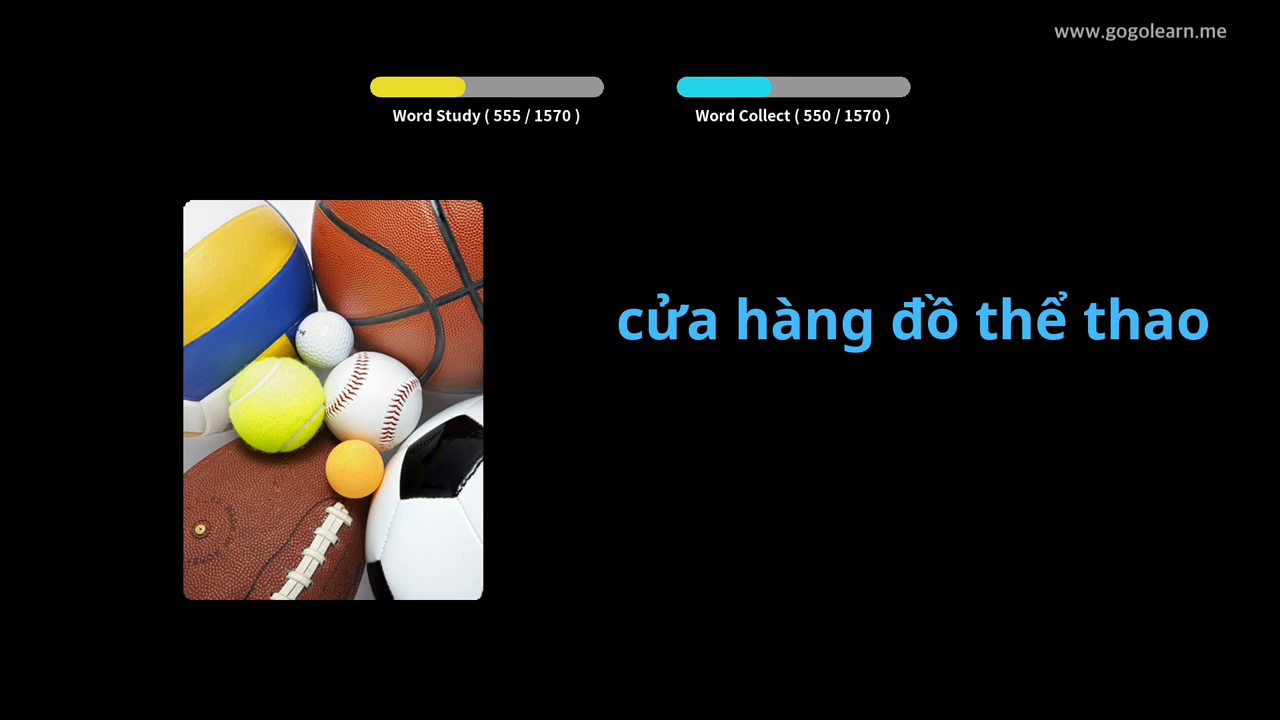 www.gogolearn.me
Word Study ( 555 / 1570 )
Word Collect ( 550 / 1570 )
cửa hàng đồ thể thao